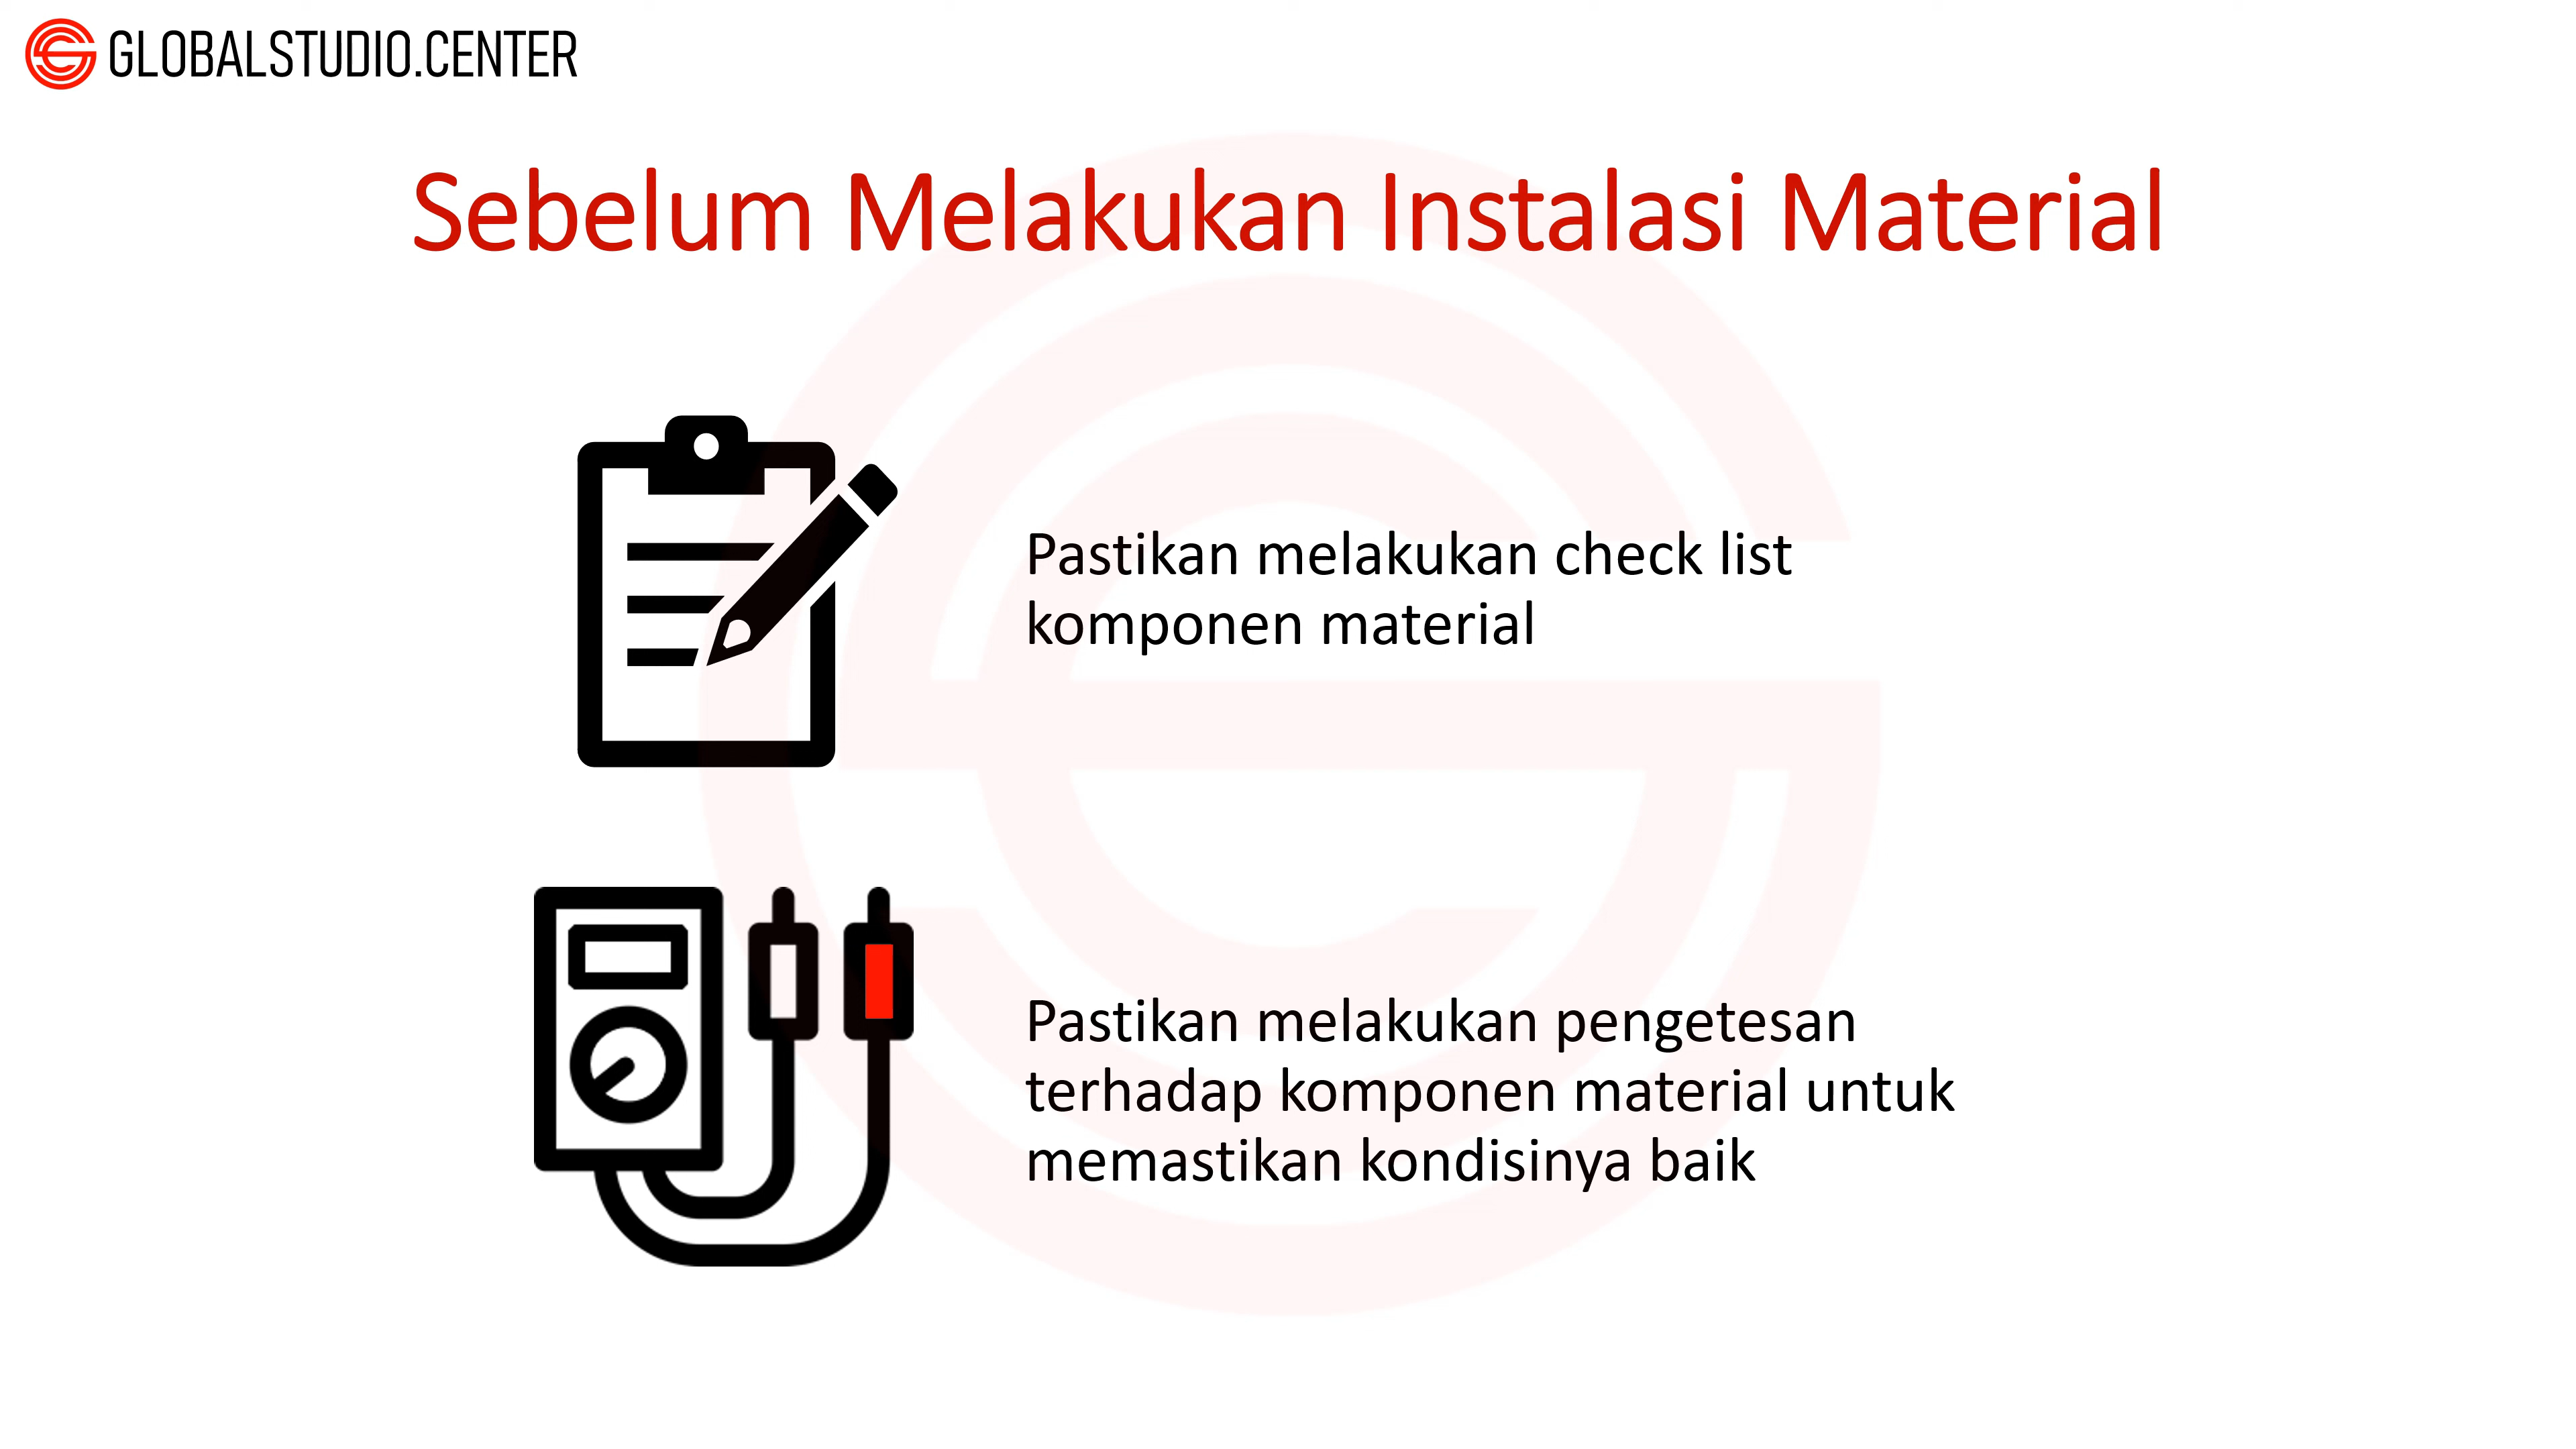 GLOBALSTUDIO.CENTER
Sebelum Melakukan Instalasi Material
Pastikan melakukan check list
komponen material
Pastikan melakukan pengetesan
terhadap komponen material untuk
memastikan kondisinya baik